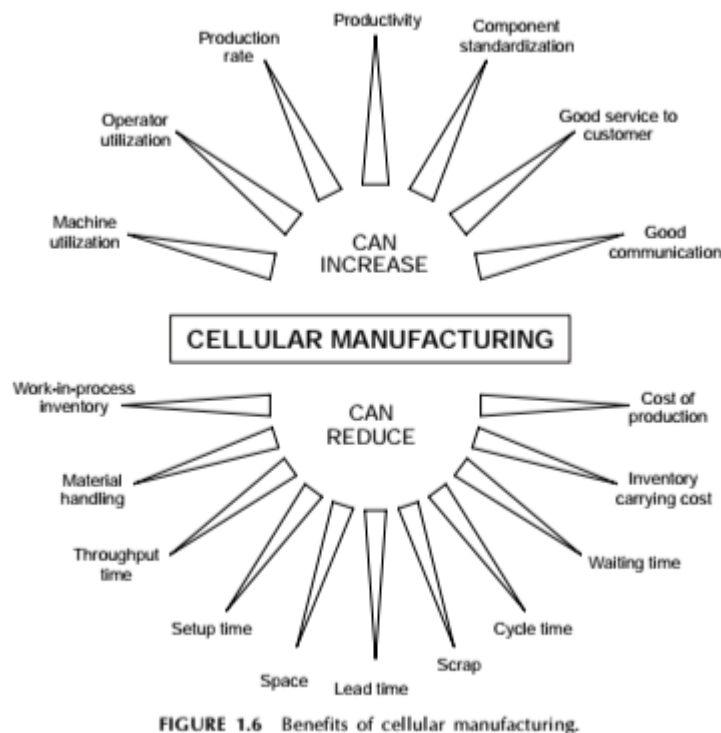 Productivity
Production
rate
Component
standardization
Operator
utilization
Good service to
customer
Machine
utilization
Good
communication
CAN
INCREASE
CELLULAR MANUFACTURING
Work-in-process
inventory
CAN
REDUCE
Cost of
production
Material
handling
Inventory
carrying cost
Throughput
time
Waiting time
Setup time
Cycle time
Space
Lead time
Scrap
FIGURE 1.6 Benefits of cellular manufacturing.